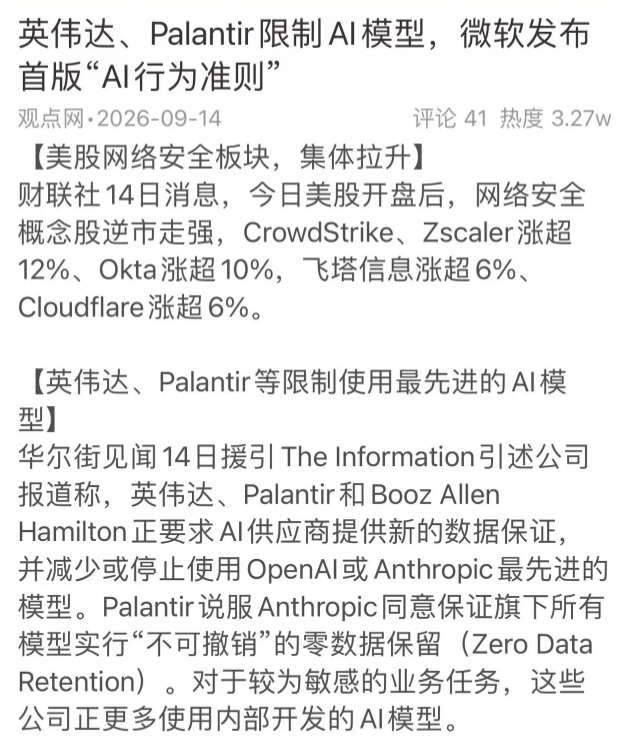 英伟达、Palantir限制AI模型，微软发布
首版“AI行为准则”
观点网·2026-09-14 评论 41 热度 3.27w
【美股网络安全板块，集体拉升】
财联社14日消息，今日美股开盘后，网络安全
概念股逆市走强，CrowdStrike、Zscaler涨超
12%、Okta涨超10%，飞塔信息涨超6%、
Cloudflare涨超6%。
【英伟达、Palantir等限制使用最先进的AI模
型】
华尔街见闻14日援引The Information引述公司
报道称，英伟达、Palantir和Booz Allen
Hamilton正要求AI供应商提供新的数据保证，
并减少或停止使用OpenAI或Anthropic最先进的
模型。Palantir说服Anthropic同意保证旗下所有
模型实行“不可撤销”的零数据保留（Zero Data
Retention）。对于较为敏感的业务任务，这些
公司正更多使用内部开发的AI模型。